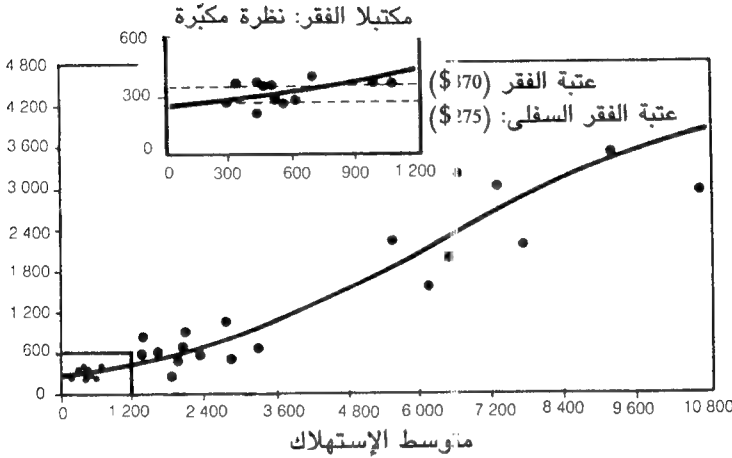 مكتبلا الفقر: نظرة مكبّرة
600
300
0
0 300 600 900 1 200
عتبة الفقر (370$)
عتبة الفقر السفلى: (275$)
4 800
4 200
3 600
3 000
2 400
1 800
1 200
600
0
0 1 200 2 400 3 600 4 800 6 000 7 200 8 400 9 600 10 800
متوسط الإستهلاك